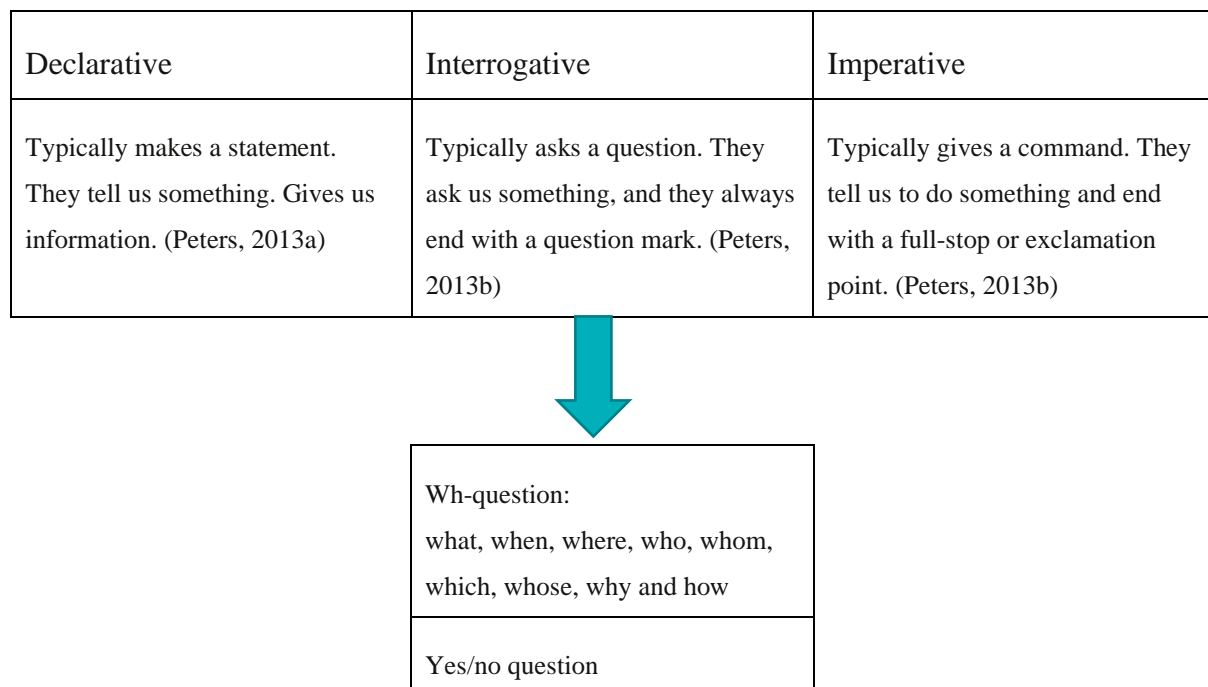 Declarative
Interrogative
Imperative
Typically makes a statement.
They tell us something. Gives us
information. (Peters, 2013a)
Typically asks a question. They
ask us something, and they always
end with a question mark. (Peters,
2013b)
Typically gives a command. They
tell us to do something and end
with a full-stop or exclamation
point. (Peters, 2013b)
Wh-question:
what, when, where, who, whom,
which, whose, why and how
Yes/no question